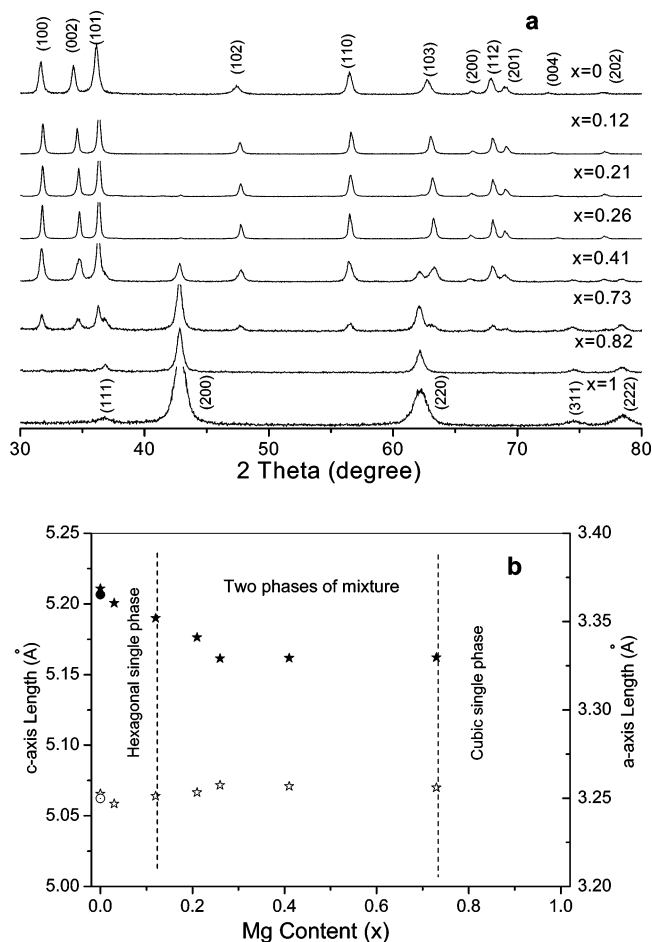 a
(100)
(002)
(101)
(102)
(110)
(103)
(200)
(112)
(201)
(004)
(202)
x=0
x=0.12
x=0.21
x=0.26
x=0.41
x=0.73
x=0.82
x=1
(111)
(200)
(220)
(311)
(222)
30
40
50
60
70
80
2 Theta (degree)
b
5.25
5.20
5.15
5.10
5.05
5.00
c-axis Length (Å)
Hexagonal single phase
Two phases of mixture
Cubic single phase
3.40
3.35
3.30
3.25
3.20
a-axis Length (Å)
0.0
0.2
0.4
0.6
0.8
1.0
Mg Content (x)